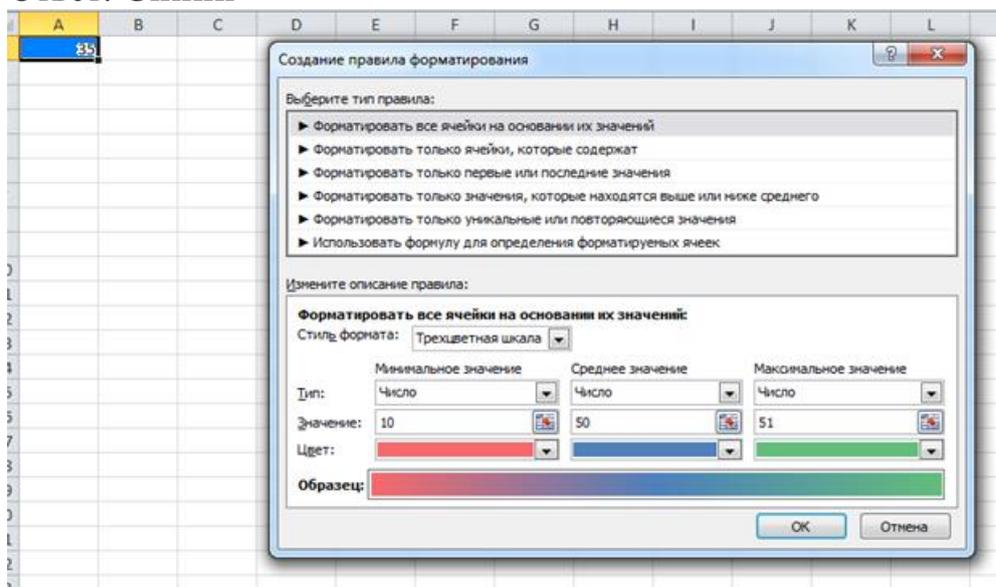 A B C D E F G H I J K L
35
Создание правила форматирования
Выберите тип правила:
► Форматировать все ячейки на основании их значений
► Форматировать только ячейки, которые содержат
► Форматировать только первые или последние значения
► Форматировать только значения, которые находятся выше или ниже среднего
► Форматировать только уникальные или повторяющиеся значения
► Использовать формулу для определения форматируемых ячеек
Измените описание правила:
Форматировать все ячейки на основании их значений:
Стиль формата: Трехцветная шкала
Минимальное значение Среднее значение Максимальное значение
Тип: Число Число Число
Значение: 10 50 51
Цвет:
Образец:
ОК Отмена